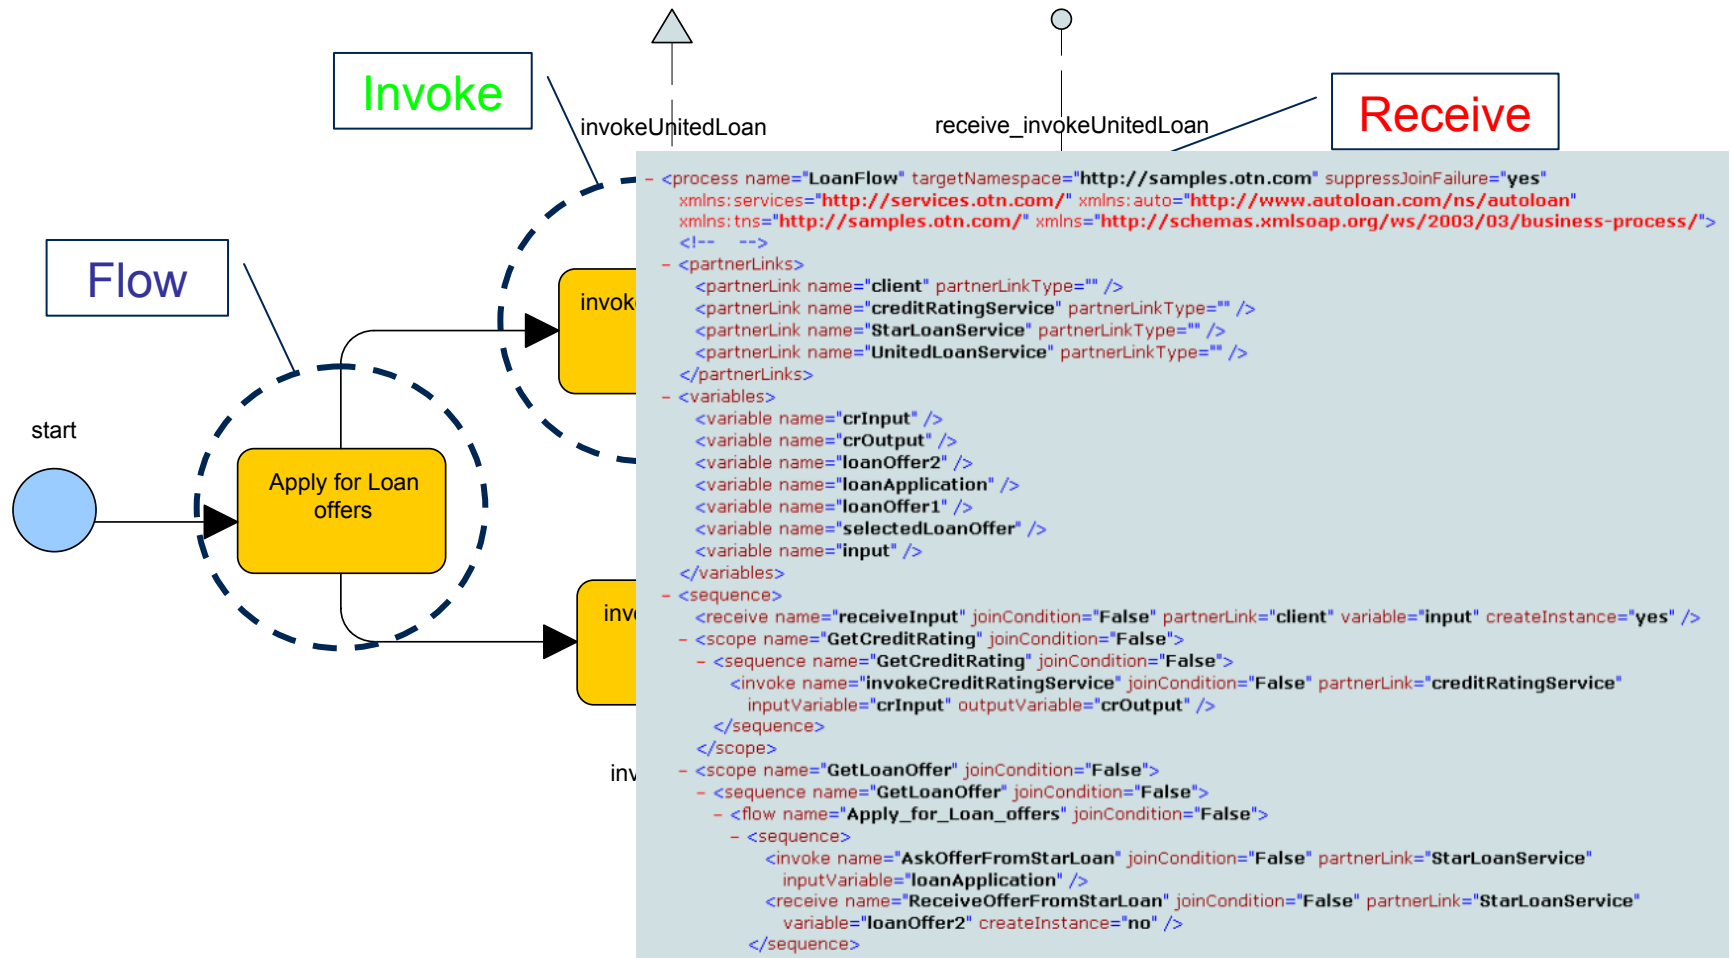 Invoke
invokeUnitedLoan
receive_invokeUnitedLoan
Receive
Flow
start
Apply for Loan
offers
- <process name="LoanFlow" targetNamespace="http://samples.otn.com" suppressJoinFailure="yes"
xmlns:services="http://services.otn.com/" xmlns:auto="http://www.autoloan.com/ns/autoloan"
xmlns:tns="http://samples.otn.com/" xmlns="http://schemas.xmlsoap.org/ws/2003/03/business-process/">
<!-- -->
- <partnerLinks>
<partnerLink name="client" partnerLinkType="" />
<partnerLink name="creditRatingService" partnerLinkType="" />
<partnerLink name="StarLoanService" partnerLinkType="" />
<partnerLink name="UnitedLoanService" partnerLinkType="" />
</partnerLinks>
- <variables>
<variable name="crInput" />
<variable name="crOutput" />
<variable name="loanOffer2" />
<variable name="loanApplication" />
<variable name="loanOffer1" />
<variable name="selectedLoanOffer" />
<variable name="input" />
</variables>
- <sequence>
<receive name="receiveInput" joinCondition="False" partnerLink="client" variable="input" createInstance="yes" />
- <scope name="GetCreditRating" joinCondition="False">
- <sequence name="GetCreditRating" joinCondition="False">
<invoke name="invokeCreditRatingService" joinCondition="False" partnerLink="creditRatingService"
inputVariable="crInput" outputVariable="crOutput" />
</sequence>
</scope>
- <scope name="GetLoanOffer" joinCondition="False">
- <sequence name="GetLoanOffer" joinCondition="False">
- <flow name="Apply_for_Loan_offers" joinCondition="False">
- <sequence>
<invoke name="AskOfferFromStarLoan" joinCondition="False" partnerLink="StarLoanService"
inputVariable="loanApplication" />
<receive name="ReceiveOfferFromStarLoan" joinCondition="False" partnerLink="StarLoanService"
variable="loanOffer2" createInstance="no" />
</sequence>